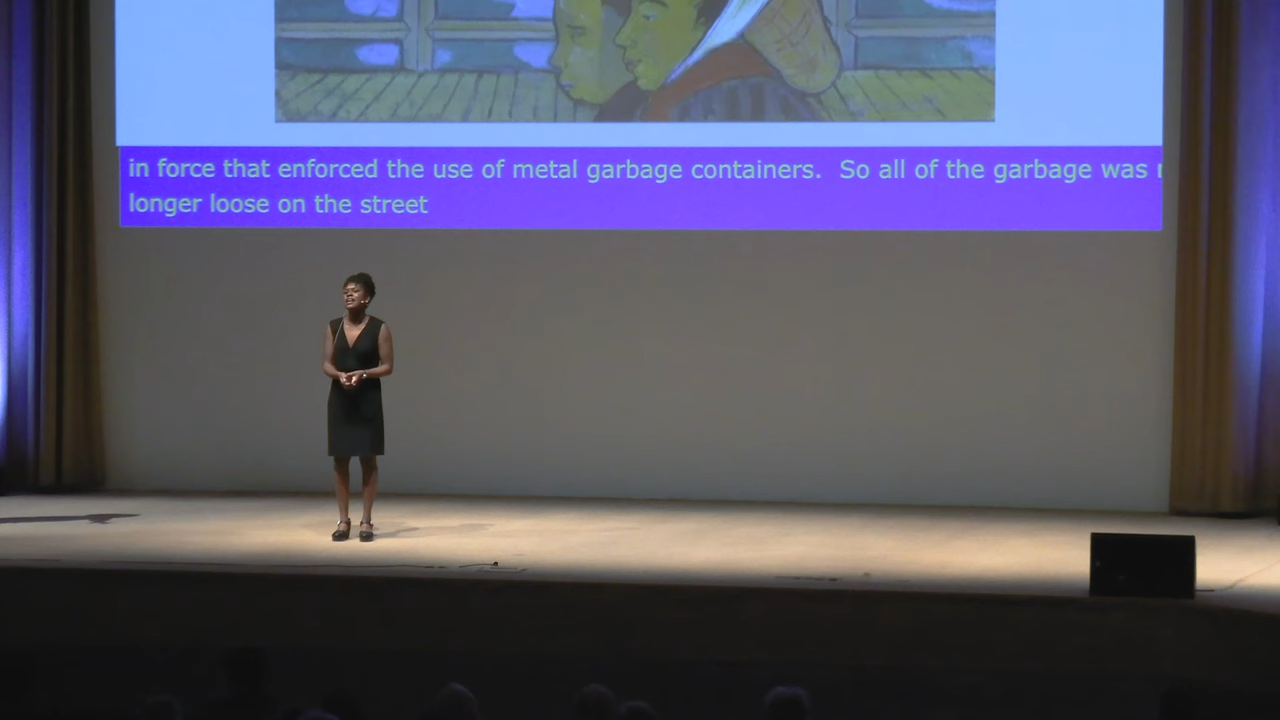 in force that enforced the use of metal garbage containers.  So all of the garbage was
longer loose on the street